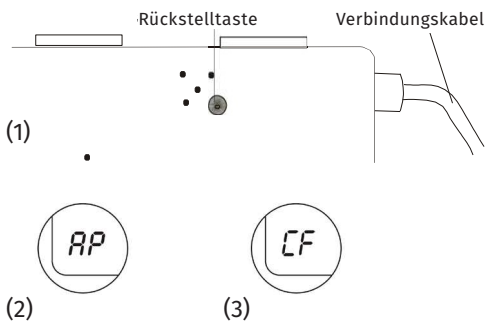 Rückstelltaste Verbindungskabel
(1)
AP CF
(2) (3)